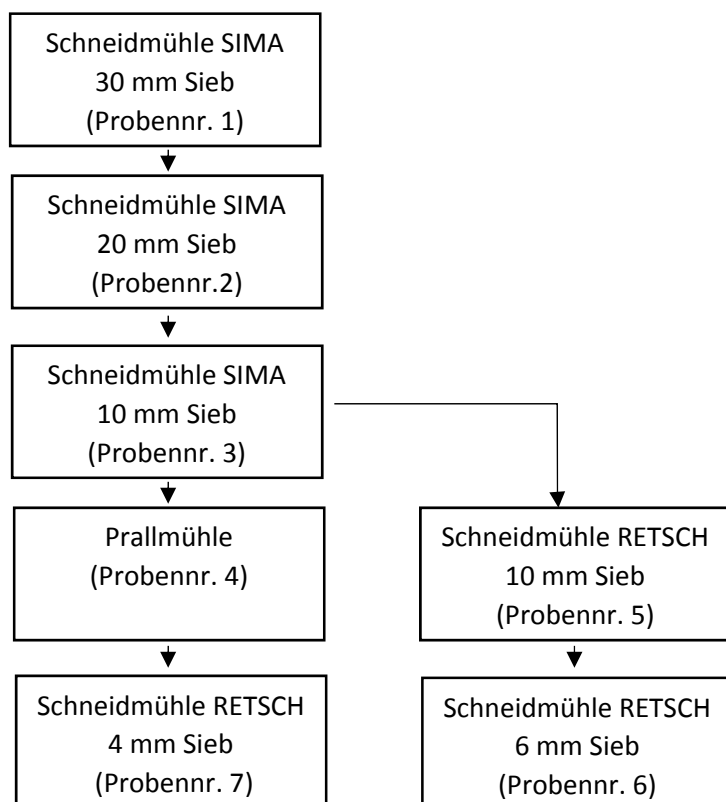 Schneidmühle SIMA
30 mm Sieb
(Probennr. 1)
Schneidmühle SIMA
20 mm Sieb
(Probennr.2)
Schneidmühle SIMA
10 mm Sieb
(Probennr. 3)
Prallmühle
(Probennr. 4)
Schneidmühle RETSCH
10 mm Sieb
(Probennr. 5)
Schneidmühle RETSCH
4 mm Sieb
(Probennr. 7)
Schneidmühle RETSCH
6 mm Sieb
(Probennr. 6)